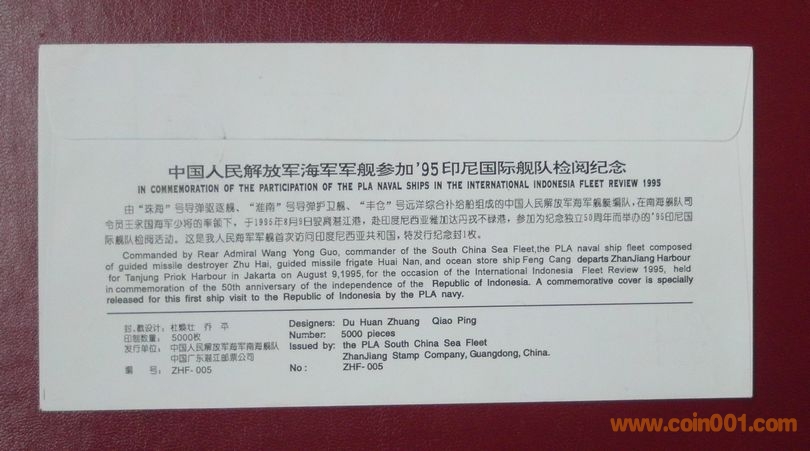 中国人民解放军海军军舰参加'95印尼国际舰队检阅纪念
IN COMMEMORATION OF THE PARTICIPATION OF THE PLA NAVAL SHIPS IN THE INTERNATIONAL INDONESIA FLEET REVIEW 1995
由“珠海”号导弹驱逐舰、“淮南”号导弹护卫舰、“丰仓”号远洋综合补给船组成的中国人民解放军海军舰艇编队，在南海舰队司
令员王永国海军少将的率领下，于1995年8月9日驶离湛江港，赴印度尼西亚雅加达丹戎不碌港，参加为纪念独立50周年而举办的'95印尼国
际舰队检阅活动。这是我人民海军军舰首次访问印度尼西亚共和国，特发行纪念封1枚。
Commanded by Rear Admiral Wang Yong Guo, commander of the South China Sea Fleet,the PLA naval ship fleet composed
of guided missile destroyer Zhu Hai, guided missile frigate Huai Nan, and ocean store ship Feng Cang departs ZhanJiang Harbour
for Tanjung Priok Harbour in Jakarta on August 9,1995, for the occasion of the International Indonesia Fleet Review 1995, held
in commemoration of the 50th anniversary of the independence of the Republic of Indonesia. A commemorative cover is specially
released for this first ship visit to the Republic of Indonesia by the PLA navy.
封、戳设计： 杜焕壮 乔平 Designers: Du Huan Zhuang Qiao Ping
印制数量： 5000枚 Number: 5000 pieces
发行单位： 中国人民解放军海军南海舰队 Issued by: the PLA South China Sea Fleet
中国广东湛江邮票公司 ZhanJiang Stamp Company, Guangdong, China.
编 号： ZHF-005 No: ZHF-005
www.coin001.com